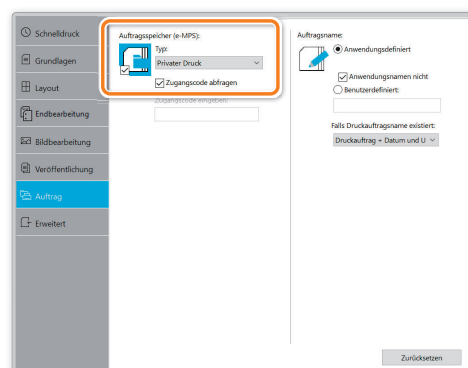 Schnelldruck
Grundlagen
Layout
Endbearbeitung
Bildbearbeitung
Veröffentlichung
Auftrag
Erweitert
Auftragsspeicher (e-MPS):
Typ:
Privater Druck
Zugangscode abfragen
Zugangscode eingeben:
Auftragsname:
Anwendungsdefiniert
Anwendungsnamen nicht
Benutzerdefiniert:
Falls Druckauftragsname existiert:
Druckauftrag + Datum und U
Zurücksetzen